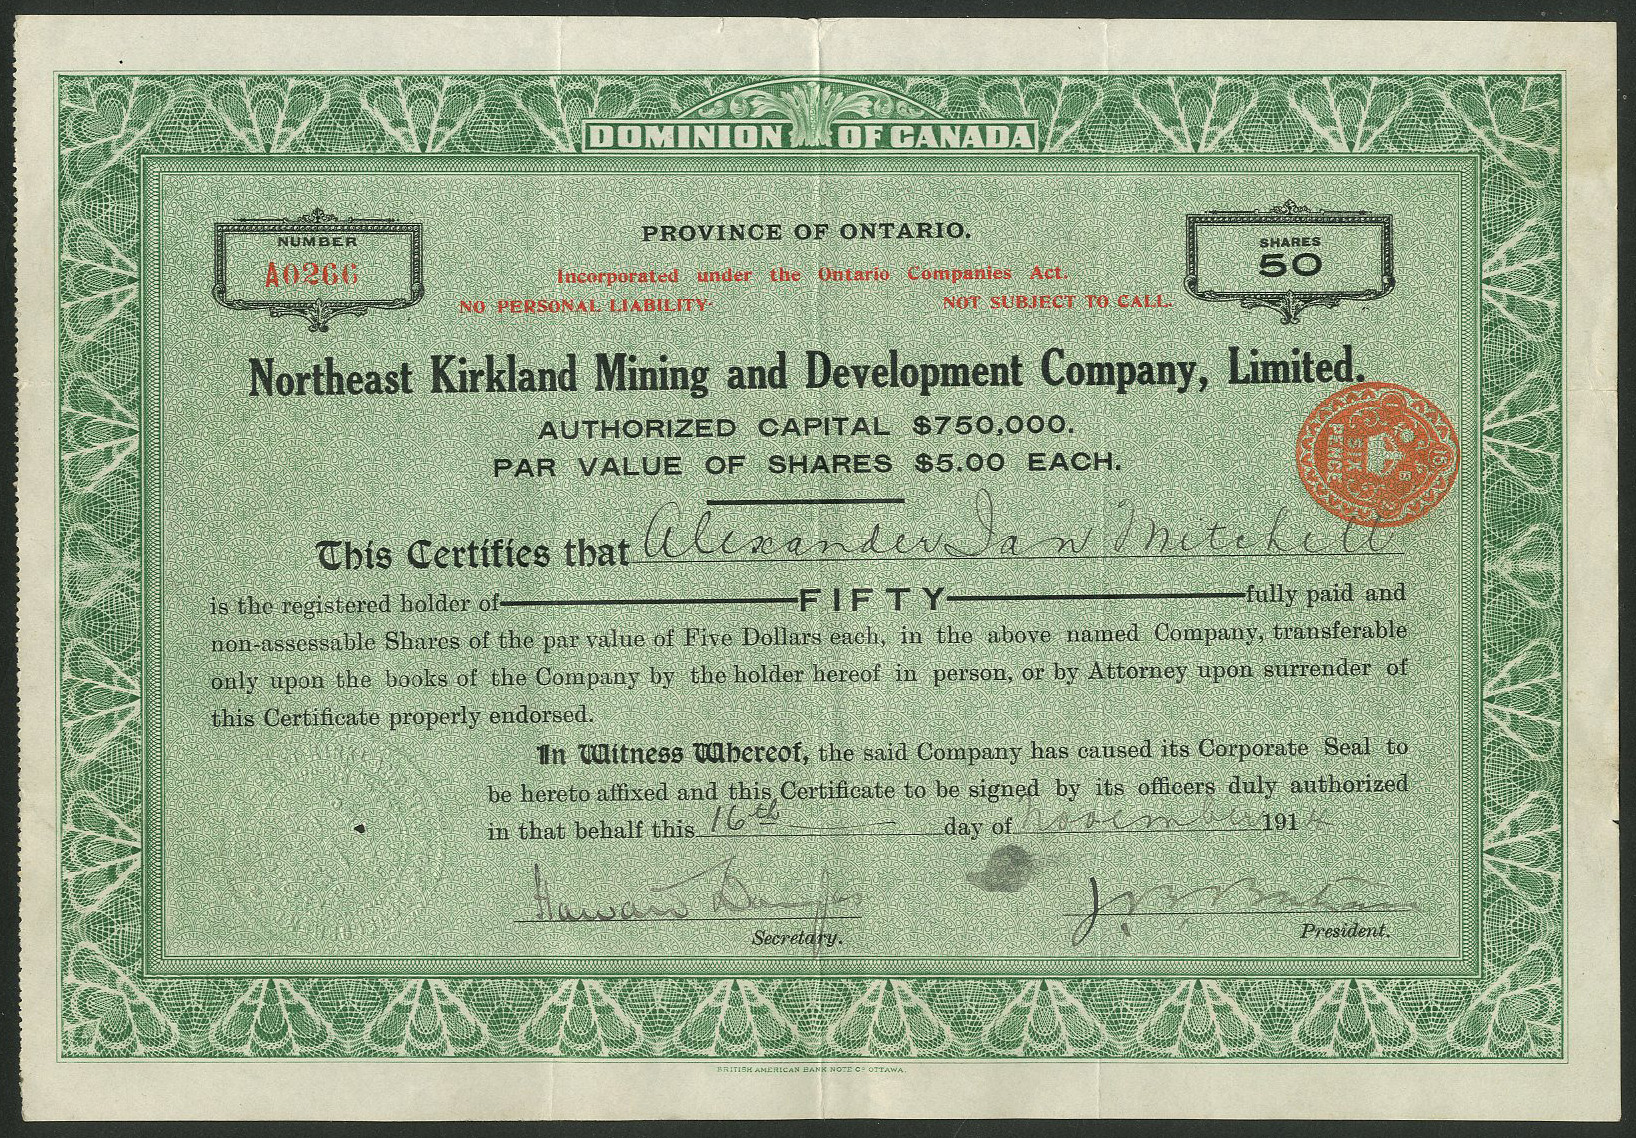 DOMINION OF CANADA
NUMBER
A0266
PROVINCE OF ONTARIO.
SHARES
50
Incorporated under the Ontario Companies Act.
NO PERSONAL LIABILITY· NOT SUBJECT TO CALL.
Northeast Kirkland Mining and Development Company, Limited.
AUTHORIZED CAPITAL $750,000.
PAR VALUE OF SHARES $5.00 EACH.
SIX
PENCE
This Certifies that Alexander Ian Mitchell
is the registered holder of FIFTY fully paid and
non-assessable Shares of the par value of Five Dollars each, in the above named Company, transferable
only upon the books of the Company by the holder hereof in person, or by Attorney upon surrender of
this Certificate properly endorsed.
In Witness Whereof, the said Company has caused its Corporate Seal to
be hereto affixed and this Certificate to be signed by its officers duly authorized
in that behalf this 16th day of November 1914
Howard
Secretary. President.
BRITISH AMERICAN BANK NOTE Co OTTAWA.